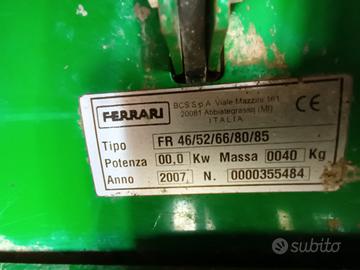 FERRARI
BCS S.p.A. Viale Mazzini 161
20081 Abbiategrasso (MI)
ITALIA
CE
Tipo FR 46/52/66/80/85
Potenza 00,0 Kw Massa 0040 Kg
Anno 2007 N. 0000355484
subito